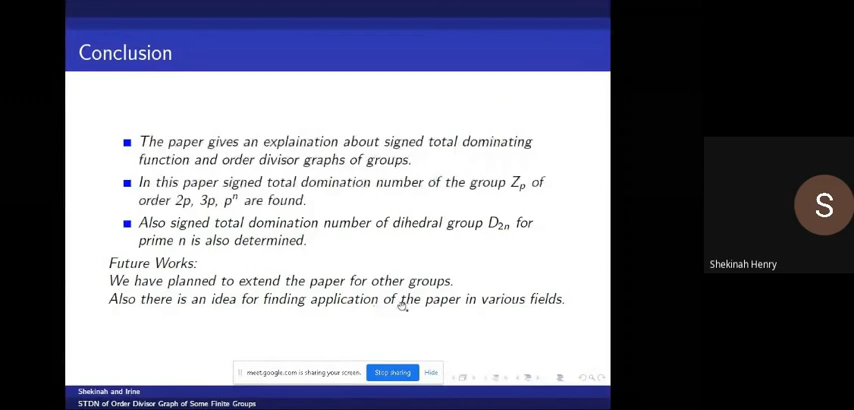 Conclusion
The paper gives an explaination about signed total dominating
function and order divisor graphs of groups.
In this paper signed total domination number of the group Zp of
order 2p, 3p, pⁿ are found.
Also signed total domination number of dihedral group D2n for
prime n is also determined.
Future Works:
We have planned to extend the paper for other groups.
Also there is an idea for finding application of the paper in various fields.
S
Shekinah Henry
meet.google.com is sharing your screen.
Stop sharing
Hide
Shekinah and Irine
STDN of Order Divisor Graph of Some Finite Groups